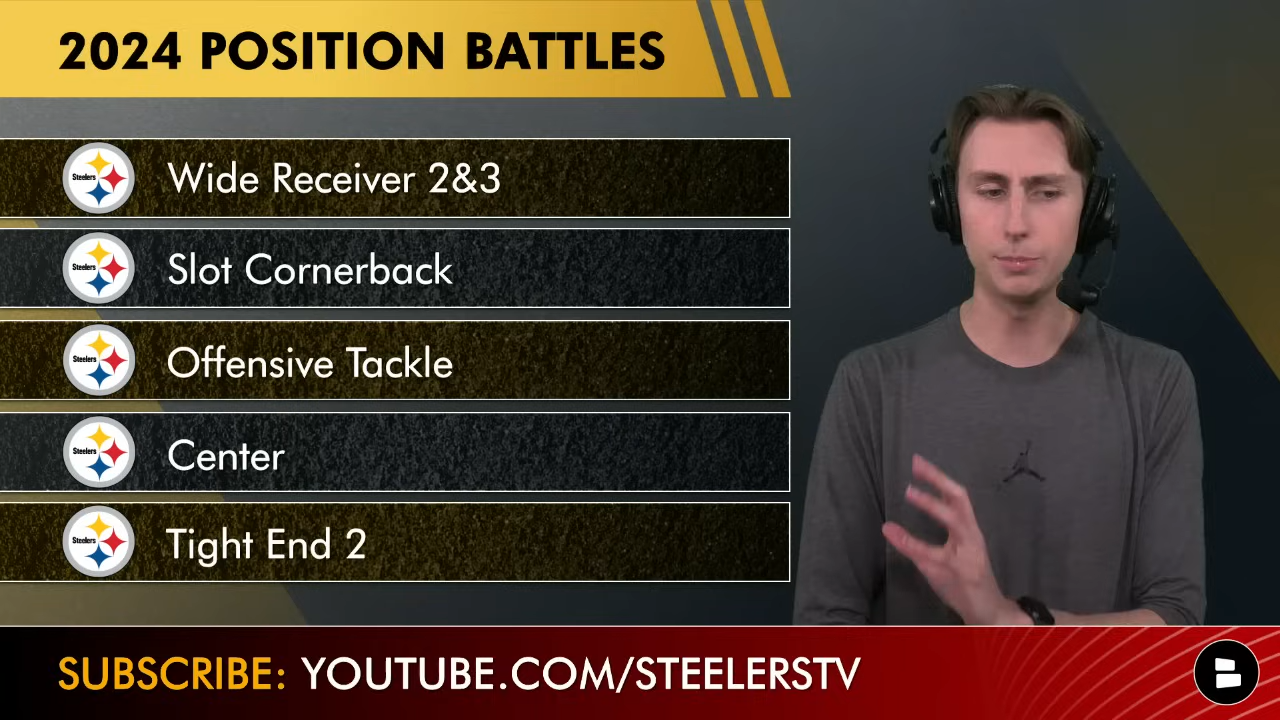 2024 POSITION BATTLES
Steelers Wide Receiver 2&3
Steelers Slot Cornerback
Steelers Offensive Tackle
Steelers Center
Steelers Tight End 2
SUBSCRIBE: YOUTUBE.COM/STEELERSTV